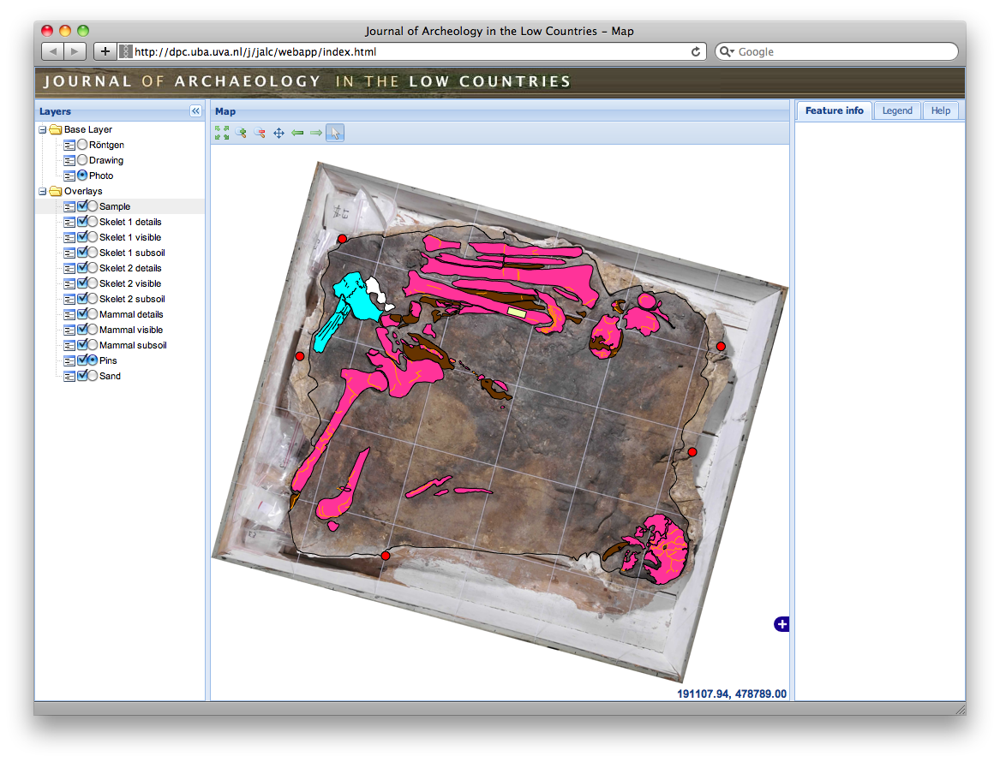 Journal of Archeology in the Low Countries – Map
http://dpc.uba.uva.nl/j/jalc/webapp/index.html
Google
JOURNAL OF ARCHAEOLOGY IN THE LOW COUNTRIES
Layers
Map
Feature info
Legend
Help
Base Layer
Röntgen
Drawing
Photo
Overlays
Sample
Skelet 1 details
Skelet 1 visible
Skelet 1 subsoil
Skelet 2 details
Skelet 2 visible
Skelet 2 subsoil
Mammal details
Mammal visible
Mammal subsoil
Pins
Sand
191107.94, 478789.00